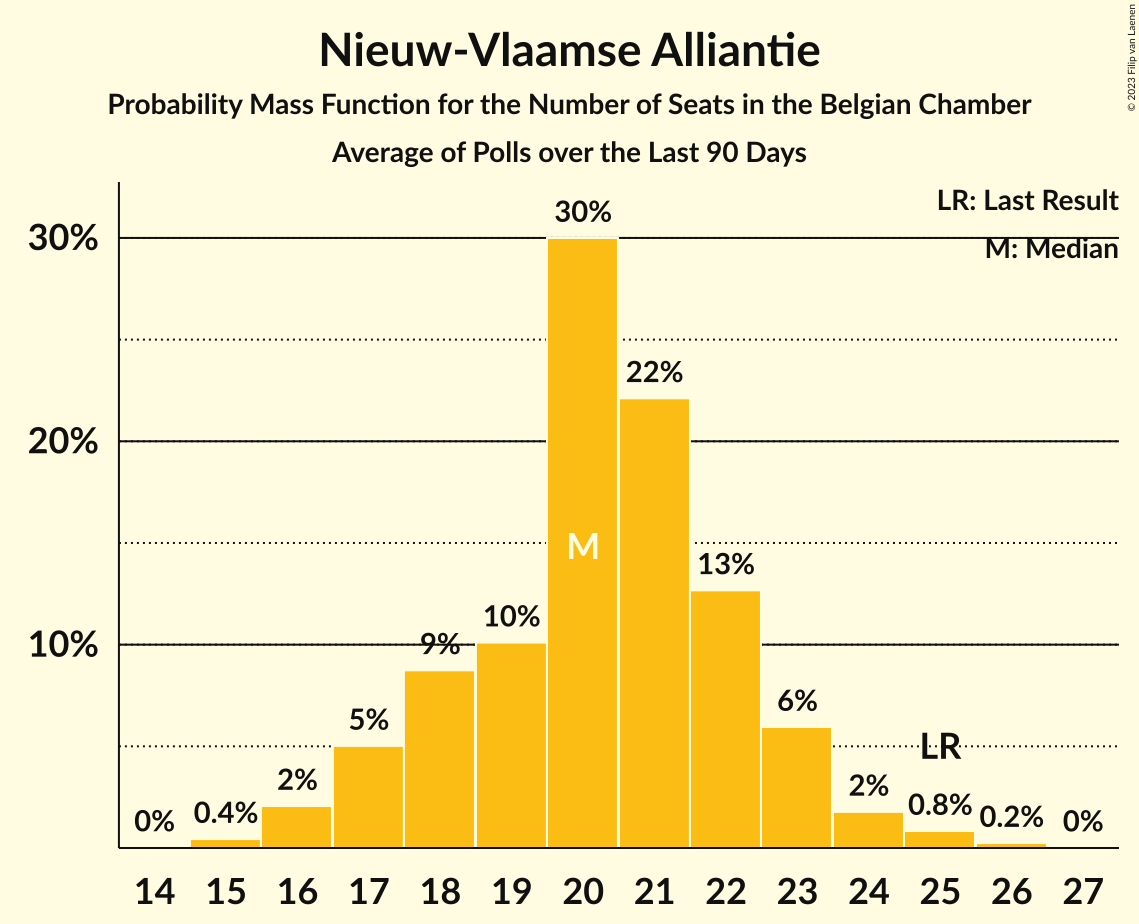 © 2023 Filip van Laenen
Nieuw-Vlaamse Alliantie
Probability Mass Function for the Number of Seats in the Belgian Chamber
Average of Polls over the Last 90 Days
LR: Last Result
M: Median
30%
20%
10%
0%
0.4%
2%
5%
9%
10%
30%
M
22%
13%
6%
2%
LR
0.8%
0.2%
0%
14 15 16 17 18 19 20 21 22 23 24 25 26 27